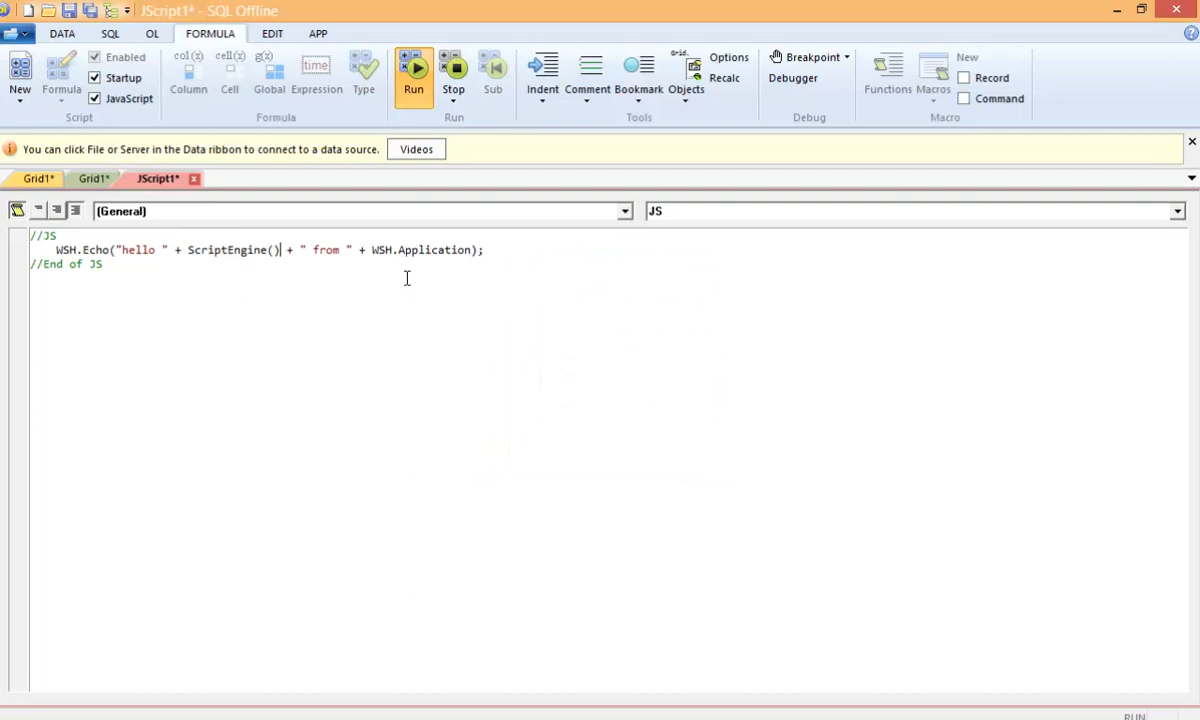 JScript1* - SQL Offline
DATA SQL OL FORMULA EDIT APP
New
Formula
Enabled
Startup
JavaScript
Script
col(x) cell(x) g(x) time
Column Cell Global Expression Type
Formula
Run Stop Sub
Run
Grid.
Indent Comment Bookmark Objects
Options
Recalc
Tools
Breakpoint
Debugger
Debug
Functions Macros
New
Record
Command
Macro
You can click File or Server in the Data ribbon to connect to a data source. Videos
Grid1* Grid1* JScript1*
(General) JS
//JS
WSH.Echo("hello " + ScriptEngine() + " from " + WSH.Application);
//End of JS
RUN